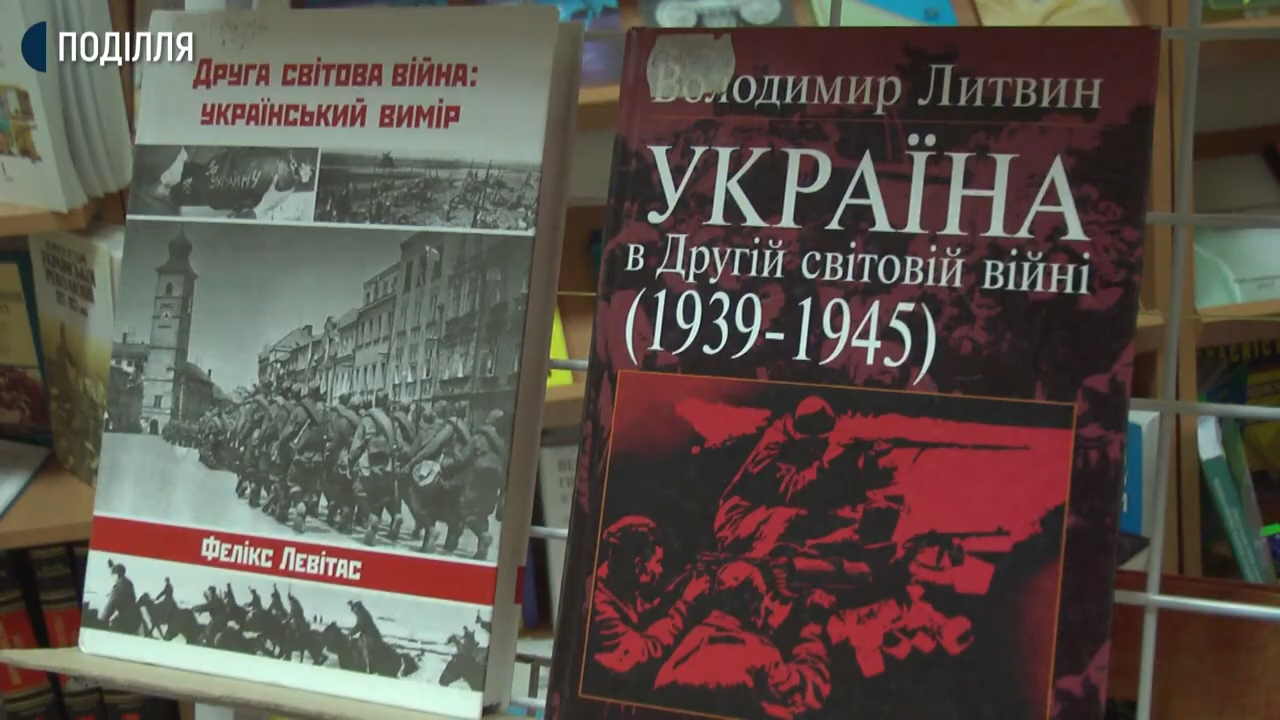 ПОДІЛЛЯ
ДРУГА СВІТОВА ВІЙНА:
УКРАЇНСЬКИЙ ВИМІР
ФЕЛІКС ЛЕВІТАС
Володимир Литвин
УКРАЇНА
в Другій світовій війні
(1939-1945)